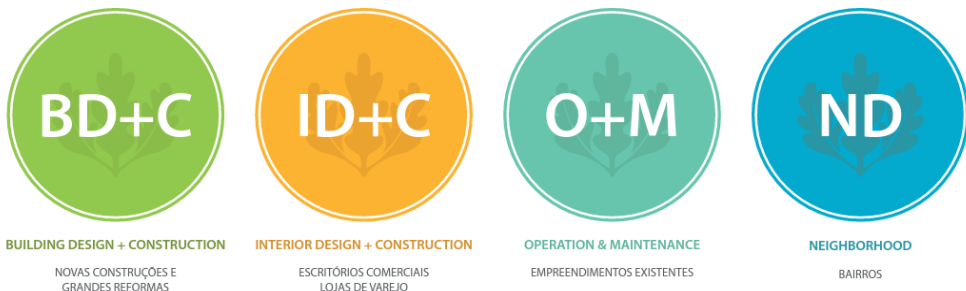 BD+C
ID+C
O+M
ND
BUILDING DESIGN + CONSTRUCTION
INTERIOR DESIGN + CONSTRUCTION
OPERATION & MAINTENANCE
NEIGHBORHOOD
NOVAS CONSTRUÇÕES E
GRANDES REFORMAS
ESCRITÓRIOS COMERCIAIS
LOJAS DE VAREJO
EMPREENDIMENTOS EXISTENTES
BAIRROS